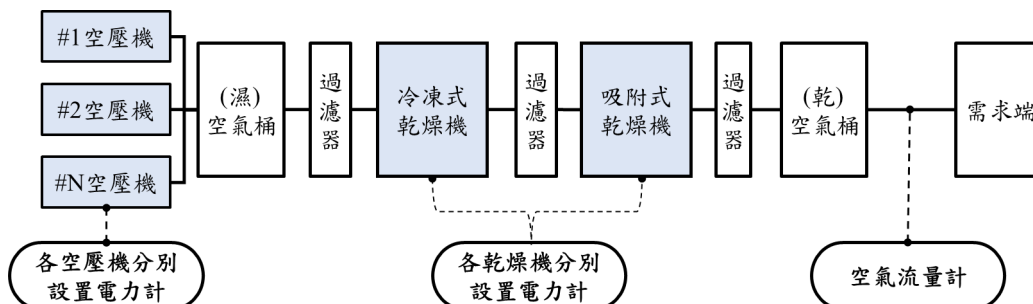 #1空壓機
#2空壓機
#N空壓機
(濕)
空氣桶
過
濾
器
冷凍式
乾燥機
過
濾
器
吸附式
乾燥機
過
濾
器
(乾)
空氣桶
需求端
各空壓機分別
設置電力計
各乾燥機分別
設置電力計
空氣流量計